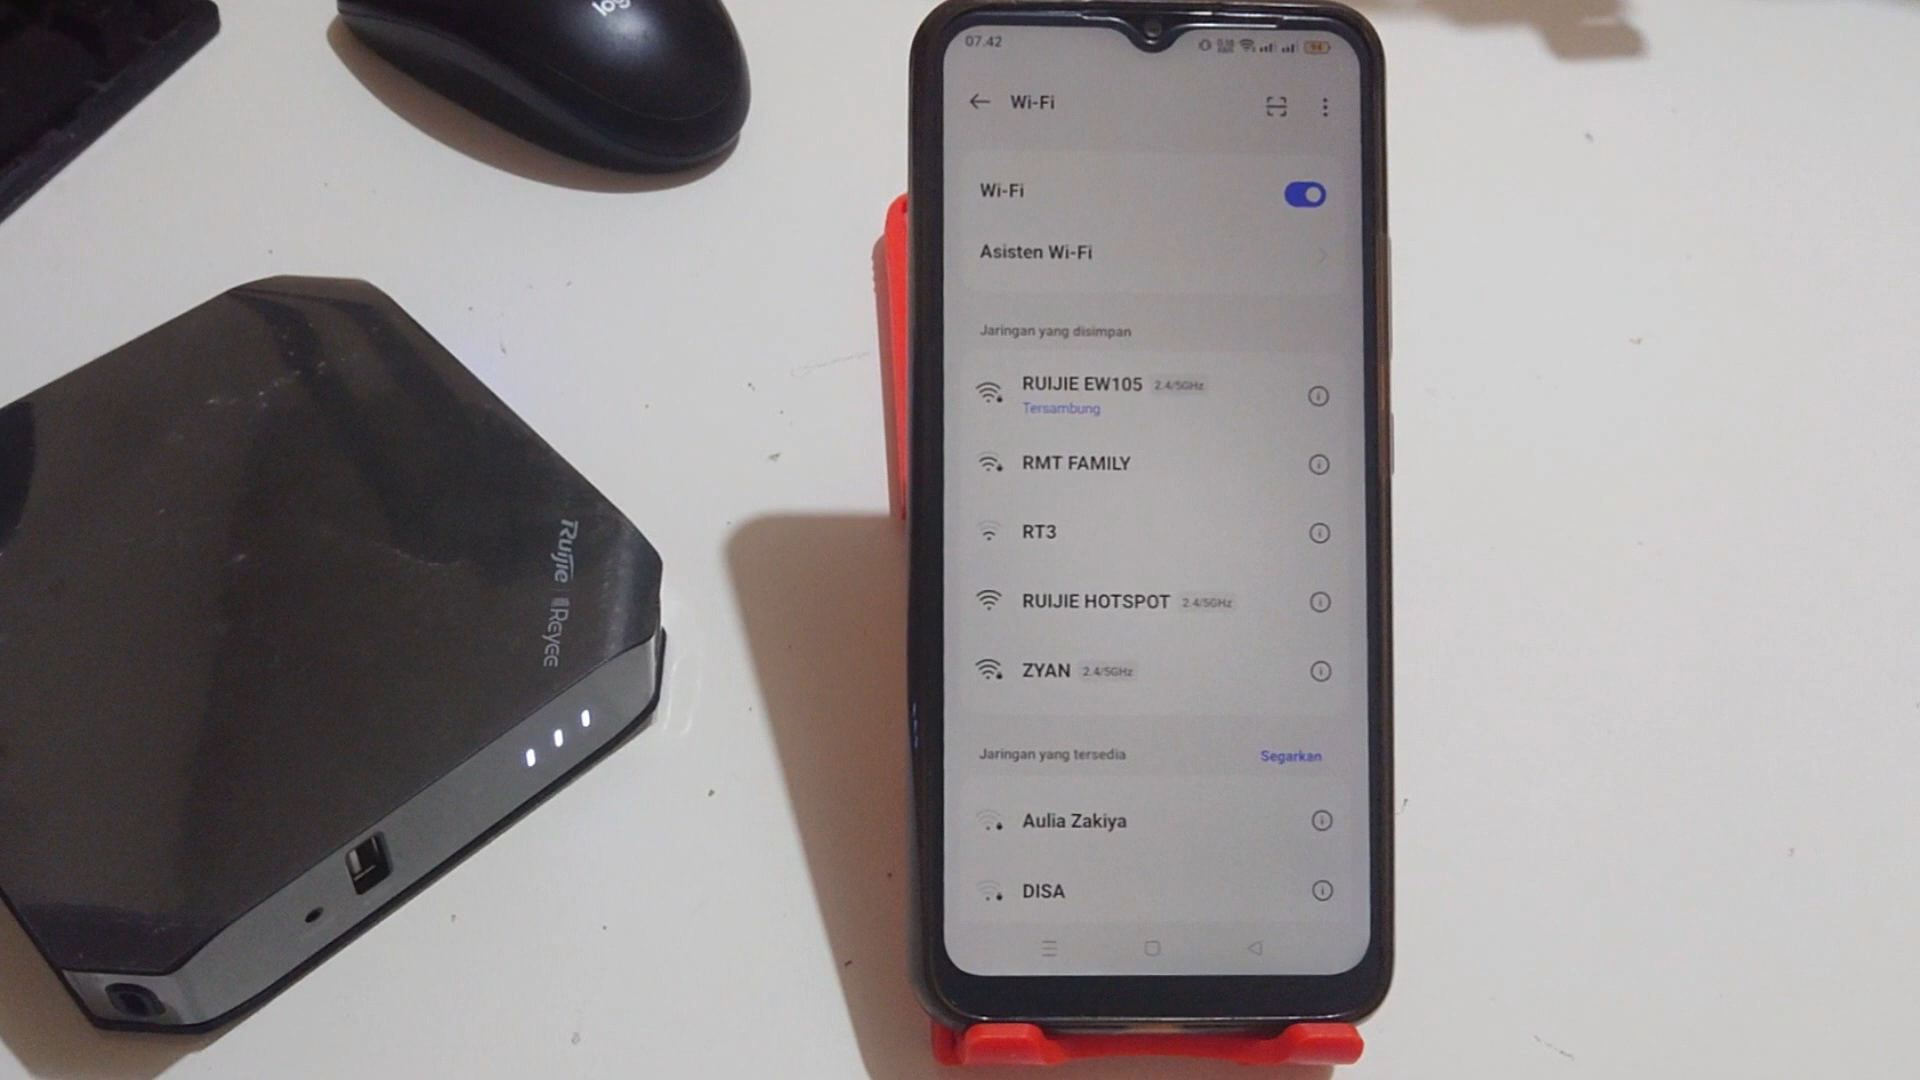 log
07.42
94
Wi-Fi
Wi-Fi
Asisten Wi-Fi
Jaringan yang disimpan
RUIJIE EW105 2.4/5GHz
Tersambung
RMT FAMILY
RT3
RUIJIE HOTSPOT 2.4/5GHz
ZYAN 2.4/5GHz
Jaringan yang tersedia Segarkan
Aulia Zakiya
DISA
Ruijie | Reyee